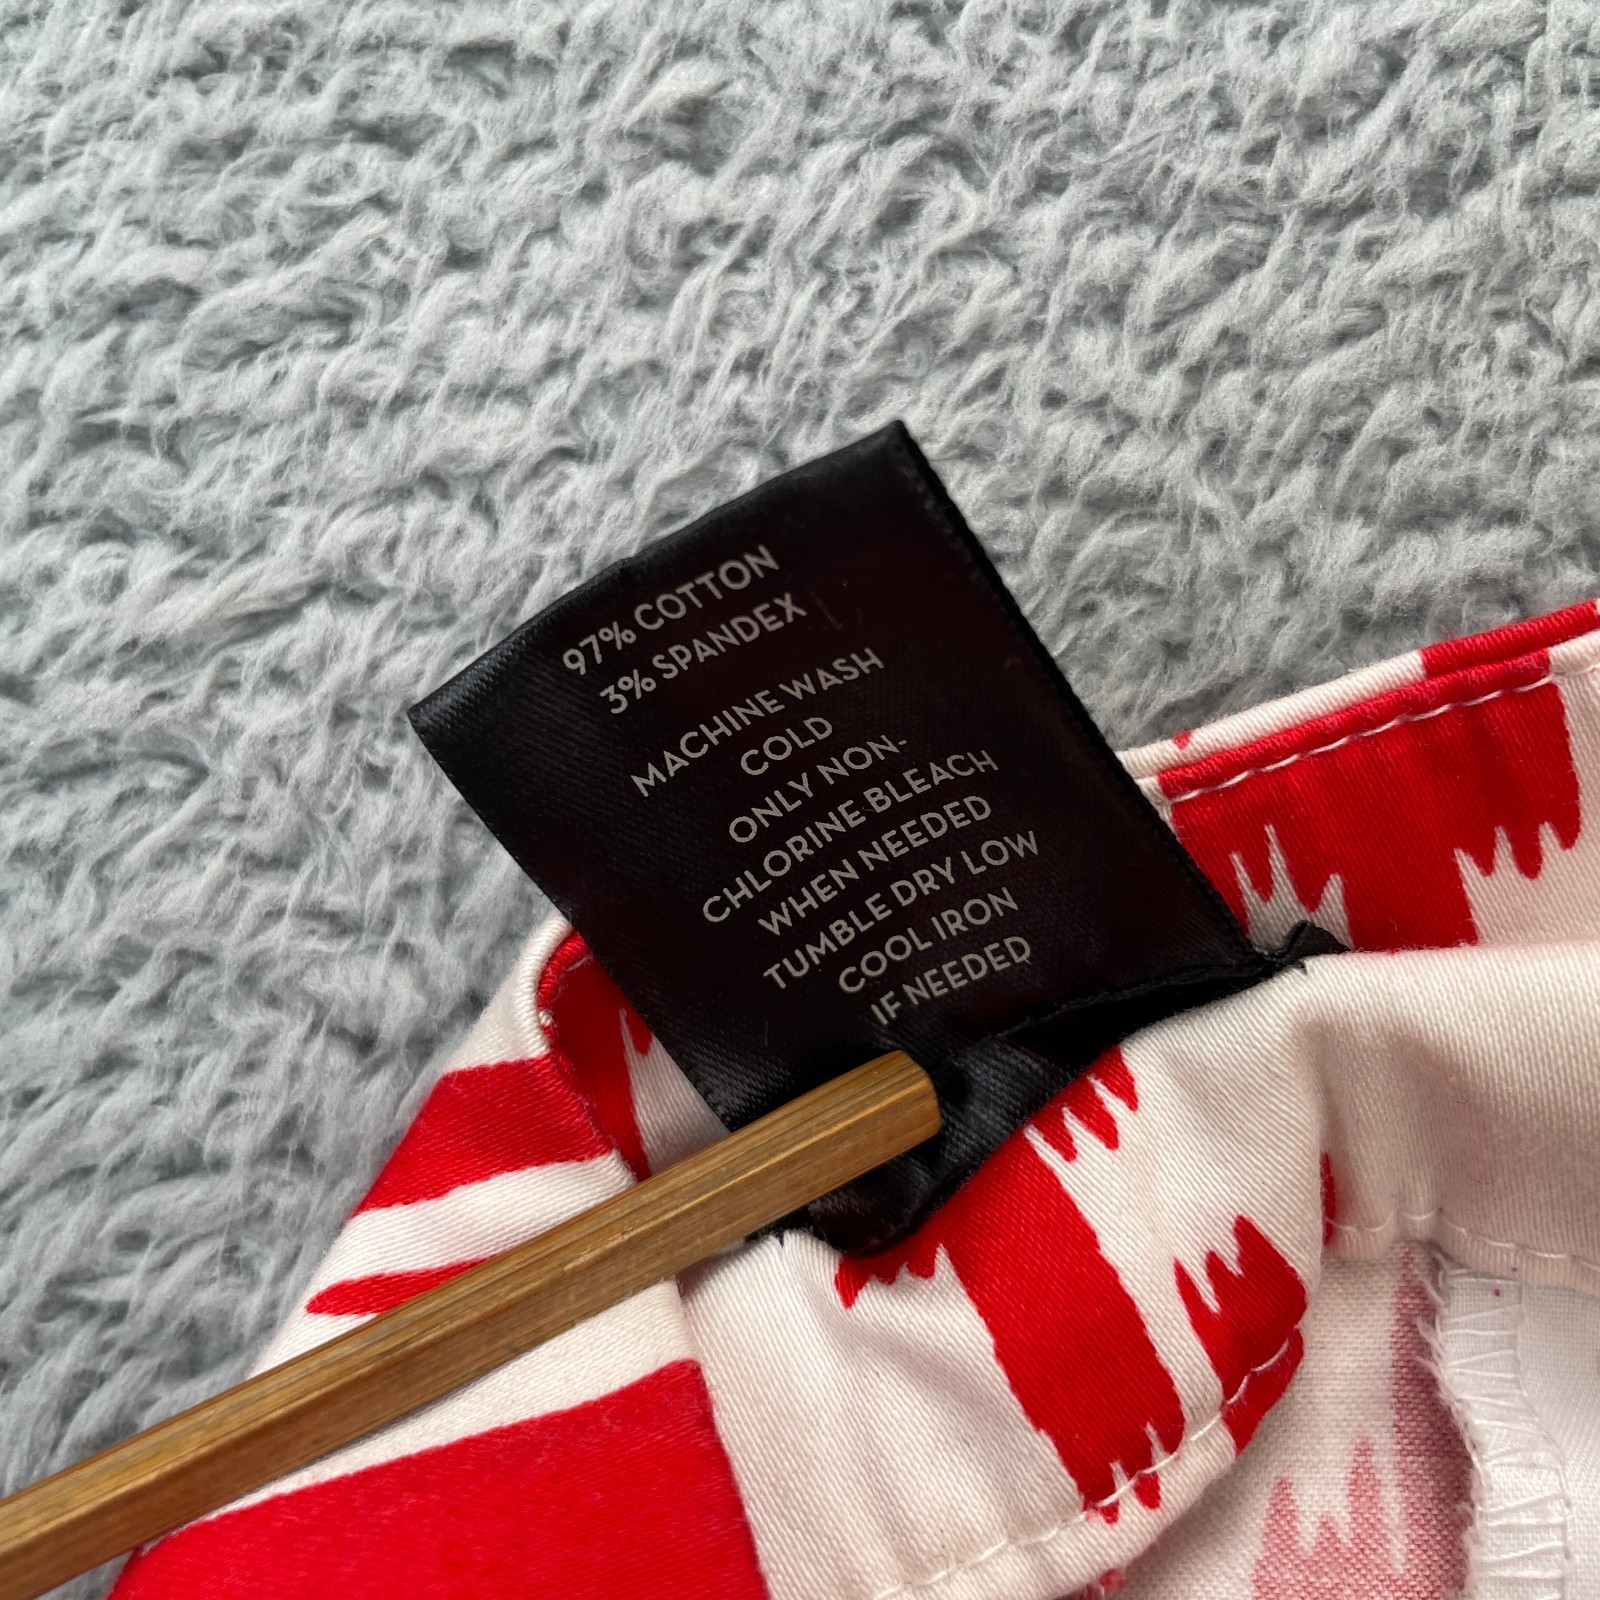 97% COTTON
3% SPANDEX
MACHINE WASH
COLD
ONLY NON-
CHLORINE BLEACH
WHEN NEEDED
TUMBLE DRY LOW
COOL IRON
IF NEEDED